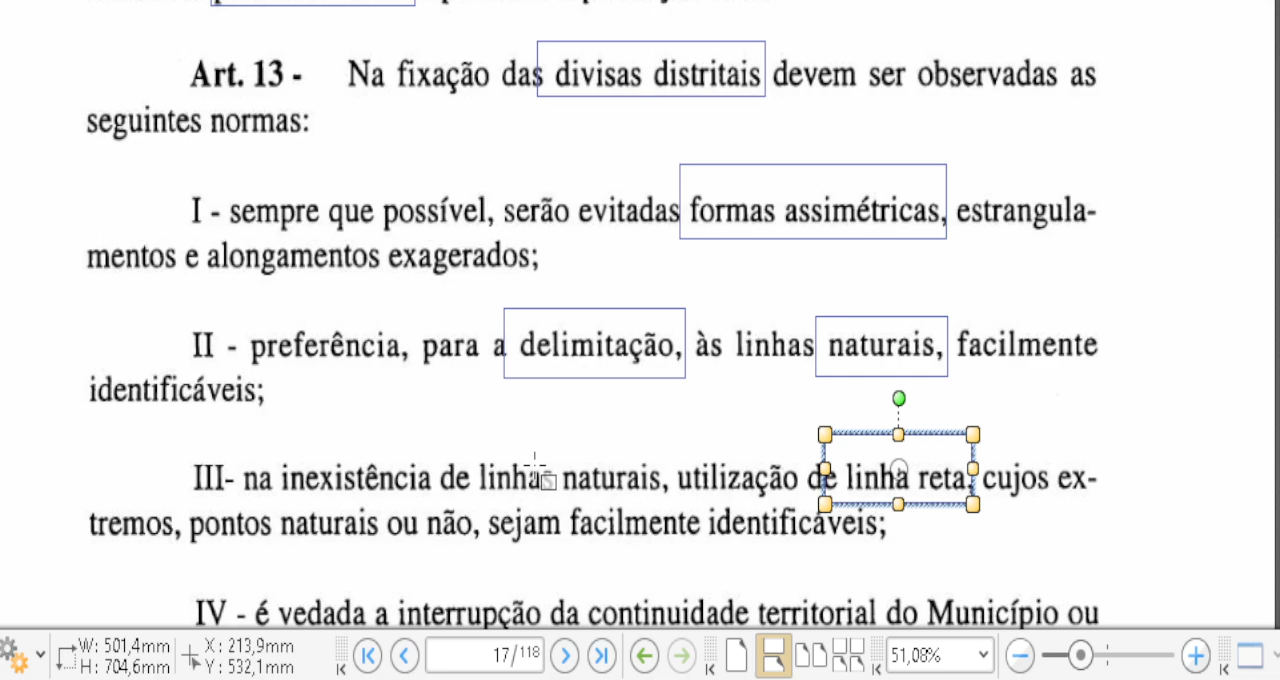 Art. 13 - Na fixação das divisas distritais devem ser observadas as
seguintes normas:
I - sempre que possível, serão evitadas formas assimétricas, estrangula-
mentos e alongamentos exagerados;
II - preferência, para a delimitação, às linhas naturais, facilmente
identificáveis;
III- na inexistência de linhas naturais, utilização de linha reta, cujos ex-
tremos, pontos naturais ou não, sejam facilmente identificáveis;
IV - é vedada a interrupção da continuidade territorial do Município ou
W: 501,4mm X: 213,9mm 17/118 51,08%
H: 704,6mm Y: 532,1mm